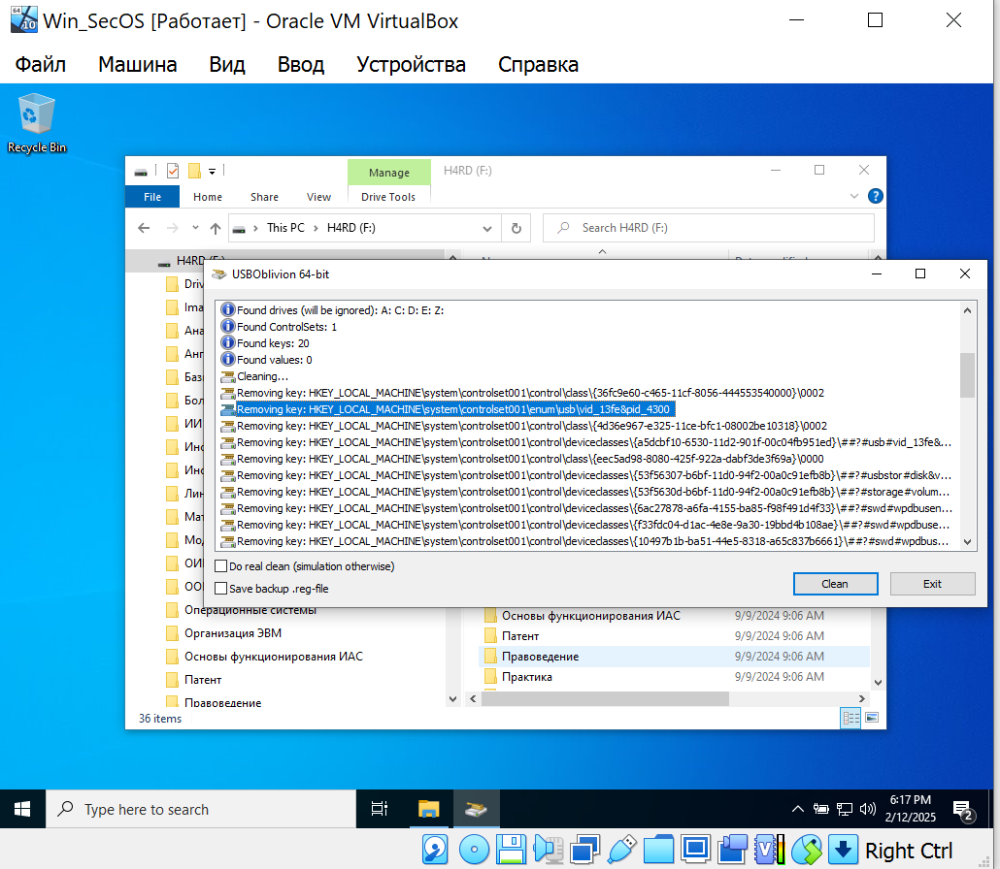 Win_SecOS [Работает] - Oracle VM VirtualBox
Файл Машина Вид Ввод Устройства Справка
Recycle Bin
Manage H4RD (F:)
File Home Share View Drive Tools
This PC > H4RD (F:) Search H4RD (F:)
H4RD (F:)
USBOblivion 64-bit
Found drives (will be ignored): A: C: D: E: Z:
Found ControlSets: 1
Found keys: 20
Found values: 0
Cleaning...
Removing key: HKEY_LOCAL_MACHINE\system\controlset001\control\class\{36fc9e60-c465-11cf-8056-444553540000}\0002
Removing key: HKEY_LOCAL_MACHINE\system\controlset001\enum\usb\vid_13fe&pid_4300
Removing key: HKEY_LOCAL_MACHINE\system\controlset001\control\class\{4d36e967-e325-11ce-bfc1-08002be10318}\0002
Removing key: HKEY_LOCAL_MACHINE\system\controlset001\control\deviceclasses\{a5dcbf10-6530-11d2-901f-00c04fb951ed}\##?#usb#vid_13fe&...
Removing key: HKEY_LOCAL_MACHINE\system\controlset001\control\class\{eec5ad98-8080-425f-922a-dabf3de3f69a}\0000
Removing key: HKEY_LOCAL_MACHINE\system\controlset001\control\deviceclasses\{53f56307-b6bf-11d0-94f2-00a0c91efb8b}\##?#usbstor#disk&v...
Removing key: HKEY_LOCAL_MACHINE\system\controlset001\control\deviceclasses\{53f5630d-b6bf-11d0-94f2-00a0c91efb8b}\##?#storage#volum...
Removing key: HKEY_LOCAL_MACHINE\system\controlset001\control\deviceclasses\{6ac27878-a6fa-4155-ba85-f98f491d4f33}\##?#swd#wpdbusen...
Removing key: HKEY_LOCAL_MACHINE\system\controlset001\control\deviceclasses\{f33fdc04-d1ac-4e8e-9a30-19bbd4b108ae}\##?#swd#wpdbuse...
Removing key: HKEY_LOCAL_MACHINE\system\controlset001\control\deviceclasses\{10497b1b-ba51-44e5-8318-a65c837b6661}\##?#swd#wpdbus...
Do real clean (simulation otherwise)
Save backup .reg-file
Clean Exit
Driv
Ima
Ана
Анг
Баз
Бол
ИИ
Инс
Инс
Лин
Мат
Мод
ОИ
ОО
Операционные системы
Организация ЭВМ
Основы функционирования ИАС
Патент
Правоведение
Основы функционирования ИАС 9/9/2024 9:06 AM
Патент 9/9/2024 9:06 AM
Правоведение 9/9/2024 9:06 AM
Практика 9/9/2024 9:06 AM
36 items
Type here to search
6:17 PM
2/12/2025
2
Right Ctrl